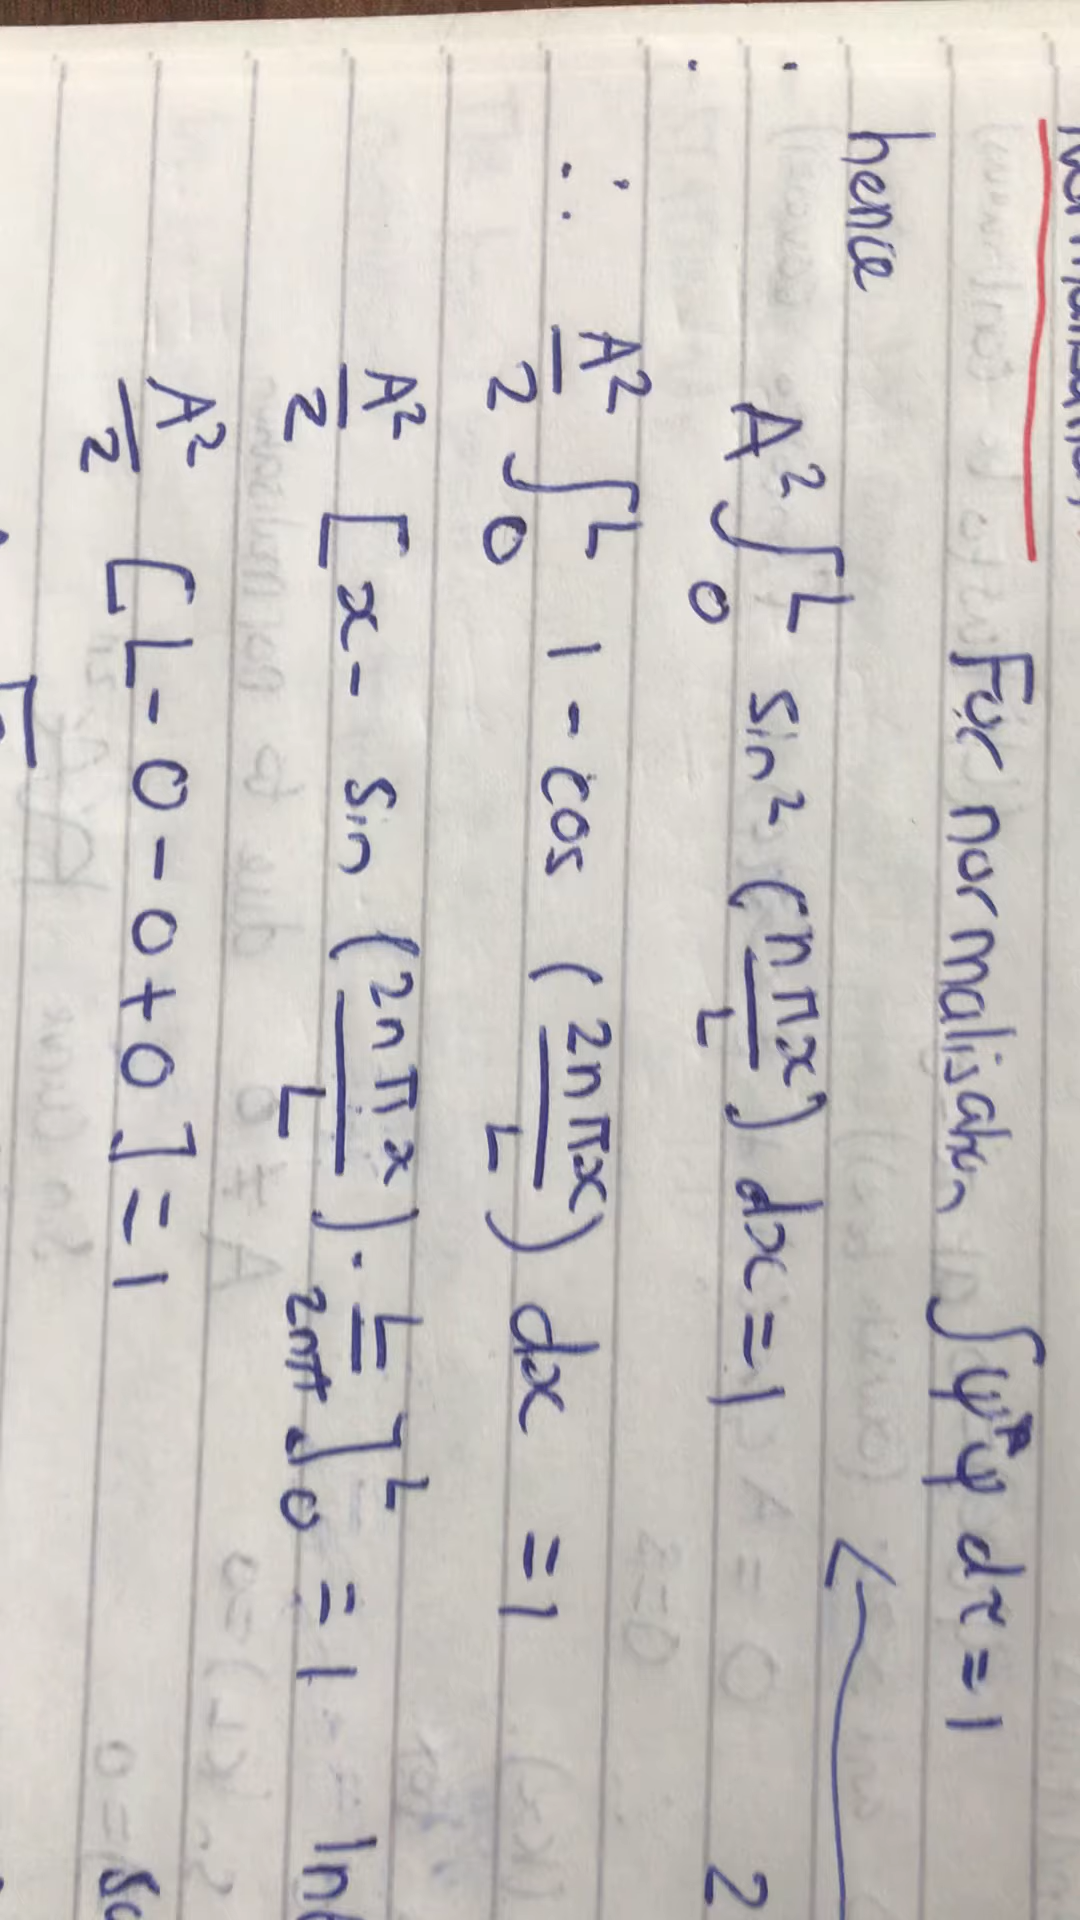 For normalisation ∫ψ*ψ dτ = 1
hence
A² ∫₀ᴸ sin² (nπx/L) dx = 1
∴ A²/2 ∫₀ᴸ 1 - cos (2nπx/L) dx = 1
A²/2 [x - sin (2nπx/L) · L/2nπ]₀ᴸ = 1
A²/2 [L - 0 - 0 + 0] = 1